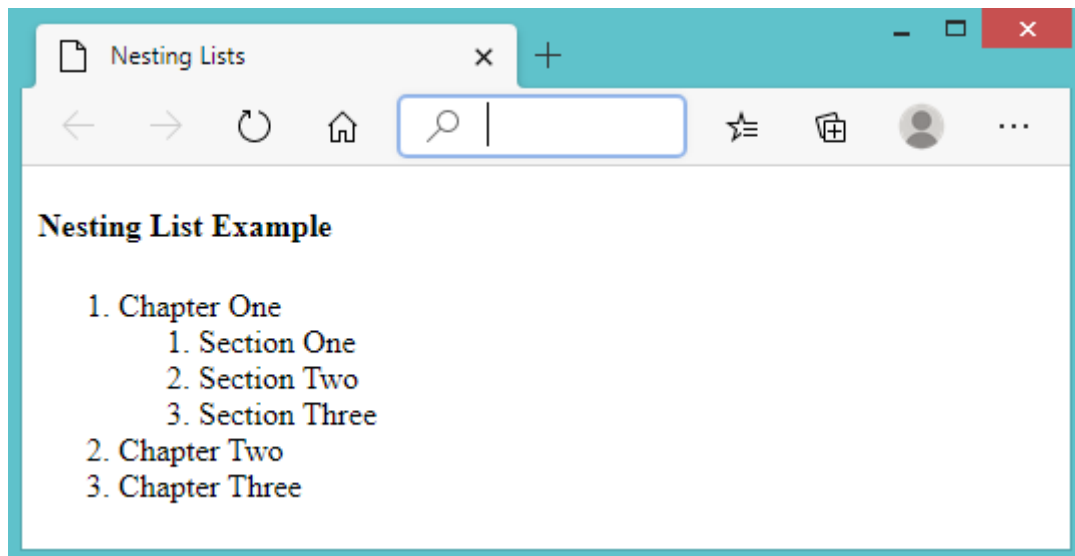 Nesting Lists
Nesting List Example
1. Chapter One
1. Section One
2. Section Two
3. Section Three
2. Chapter Two
3. Chapter Three